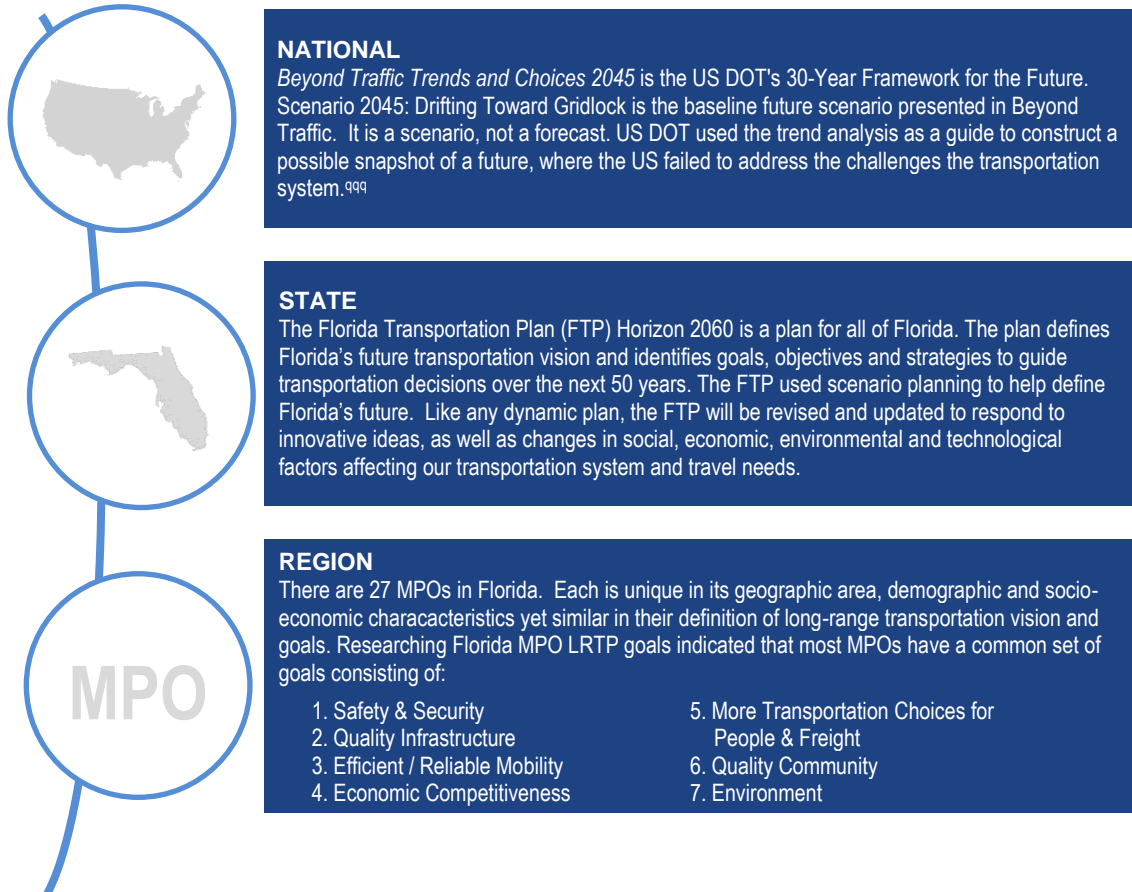 NATIONAL
Beyond Traffic Trends and Choices 2045 is the US DOT's 30-Year Framework for the Future.
Scenario 2045: Drifting Toward Gridlock is the baseline future scenario presented in Beyond
Traffic.  It is a scenario, not a forecast. US DOT used the trend analysis as a guide to construct a
possible snapshot of a future, where the US failed to address the challenges the transportation
system.qqq
STATE
The Florida Transportation Plan (FTP) Horizon 2060 is a plan for all of Florida. The plan defines
Florida’s future transportation vision and identifies goals, objectives and strategies to guide
transportation decisions over the next 50 years. The FTP used scenario planning to help define
Florida’s future.  Like any dynamic plan, the FTP will be revised and updated to respond to
innovative ideas, as well as changes in social, economic, environmental and technological
factors affecting our transportation system and travel needs.
MPO
REGION
There are 27 MPOs in Florida.  Each is unique in its geographic area, demographic and socio-
economic characacteristics yet similar in their definition of long-range transportation vision and
goals. Researching Florida MPO LRTP goals indicated that most MPOs have a common set of
goals consisting of:
1. Safety & Security
2. Quality Infrastructure
3. Efficient / Reliable Mobility
4. Economic Competitiveness
5. More Transportation Choices for
People & Freight
6. Quality Community
7. Environment